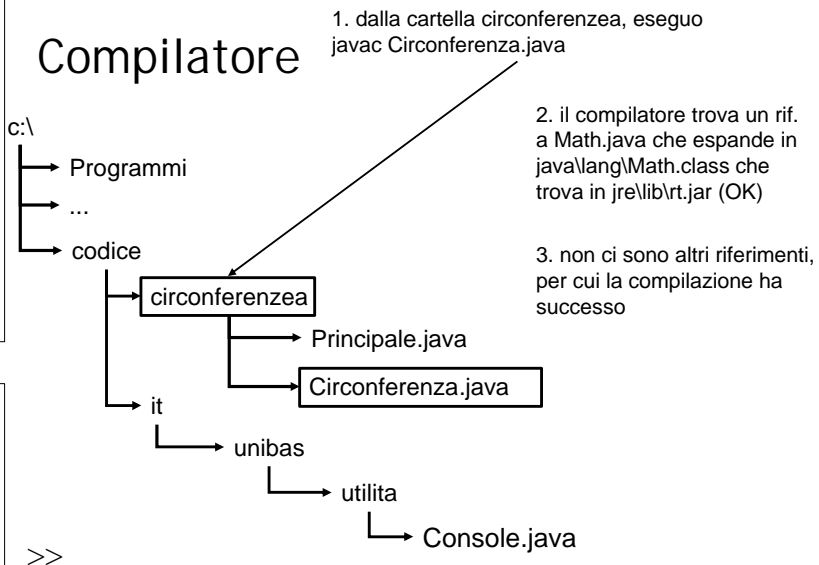 Compilatore
1. dalla cartella circonferenzea, eseguo
javac Circonferenza.java
2. il compilatore trova un rif.
a Math.java che espande in
java\lang\Math.class che
trova in jre\lib\rt.jar (OK)
3. non ci sono altri riferimenti,
per cui la compilazione ha
successo
c:\
Programmi
...
codice
circonferenzea
Principale.java
Circonferenza.java
it
unibas
utilita
Console.java
>>